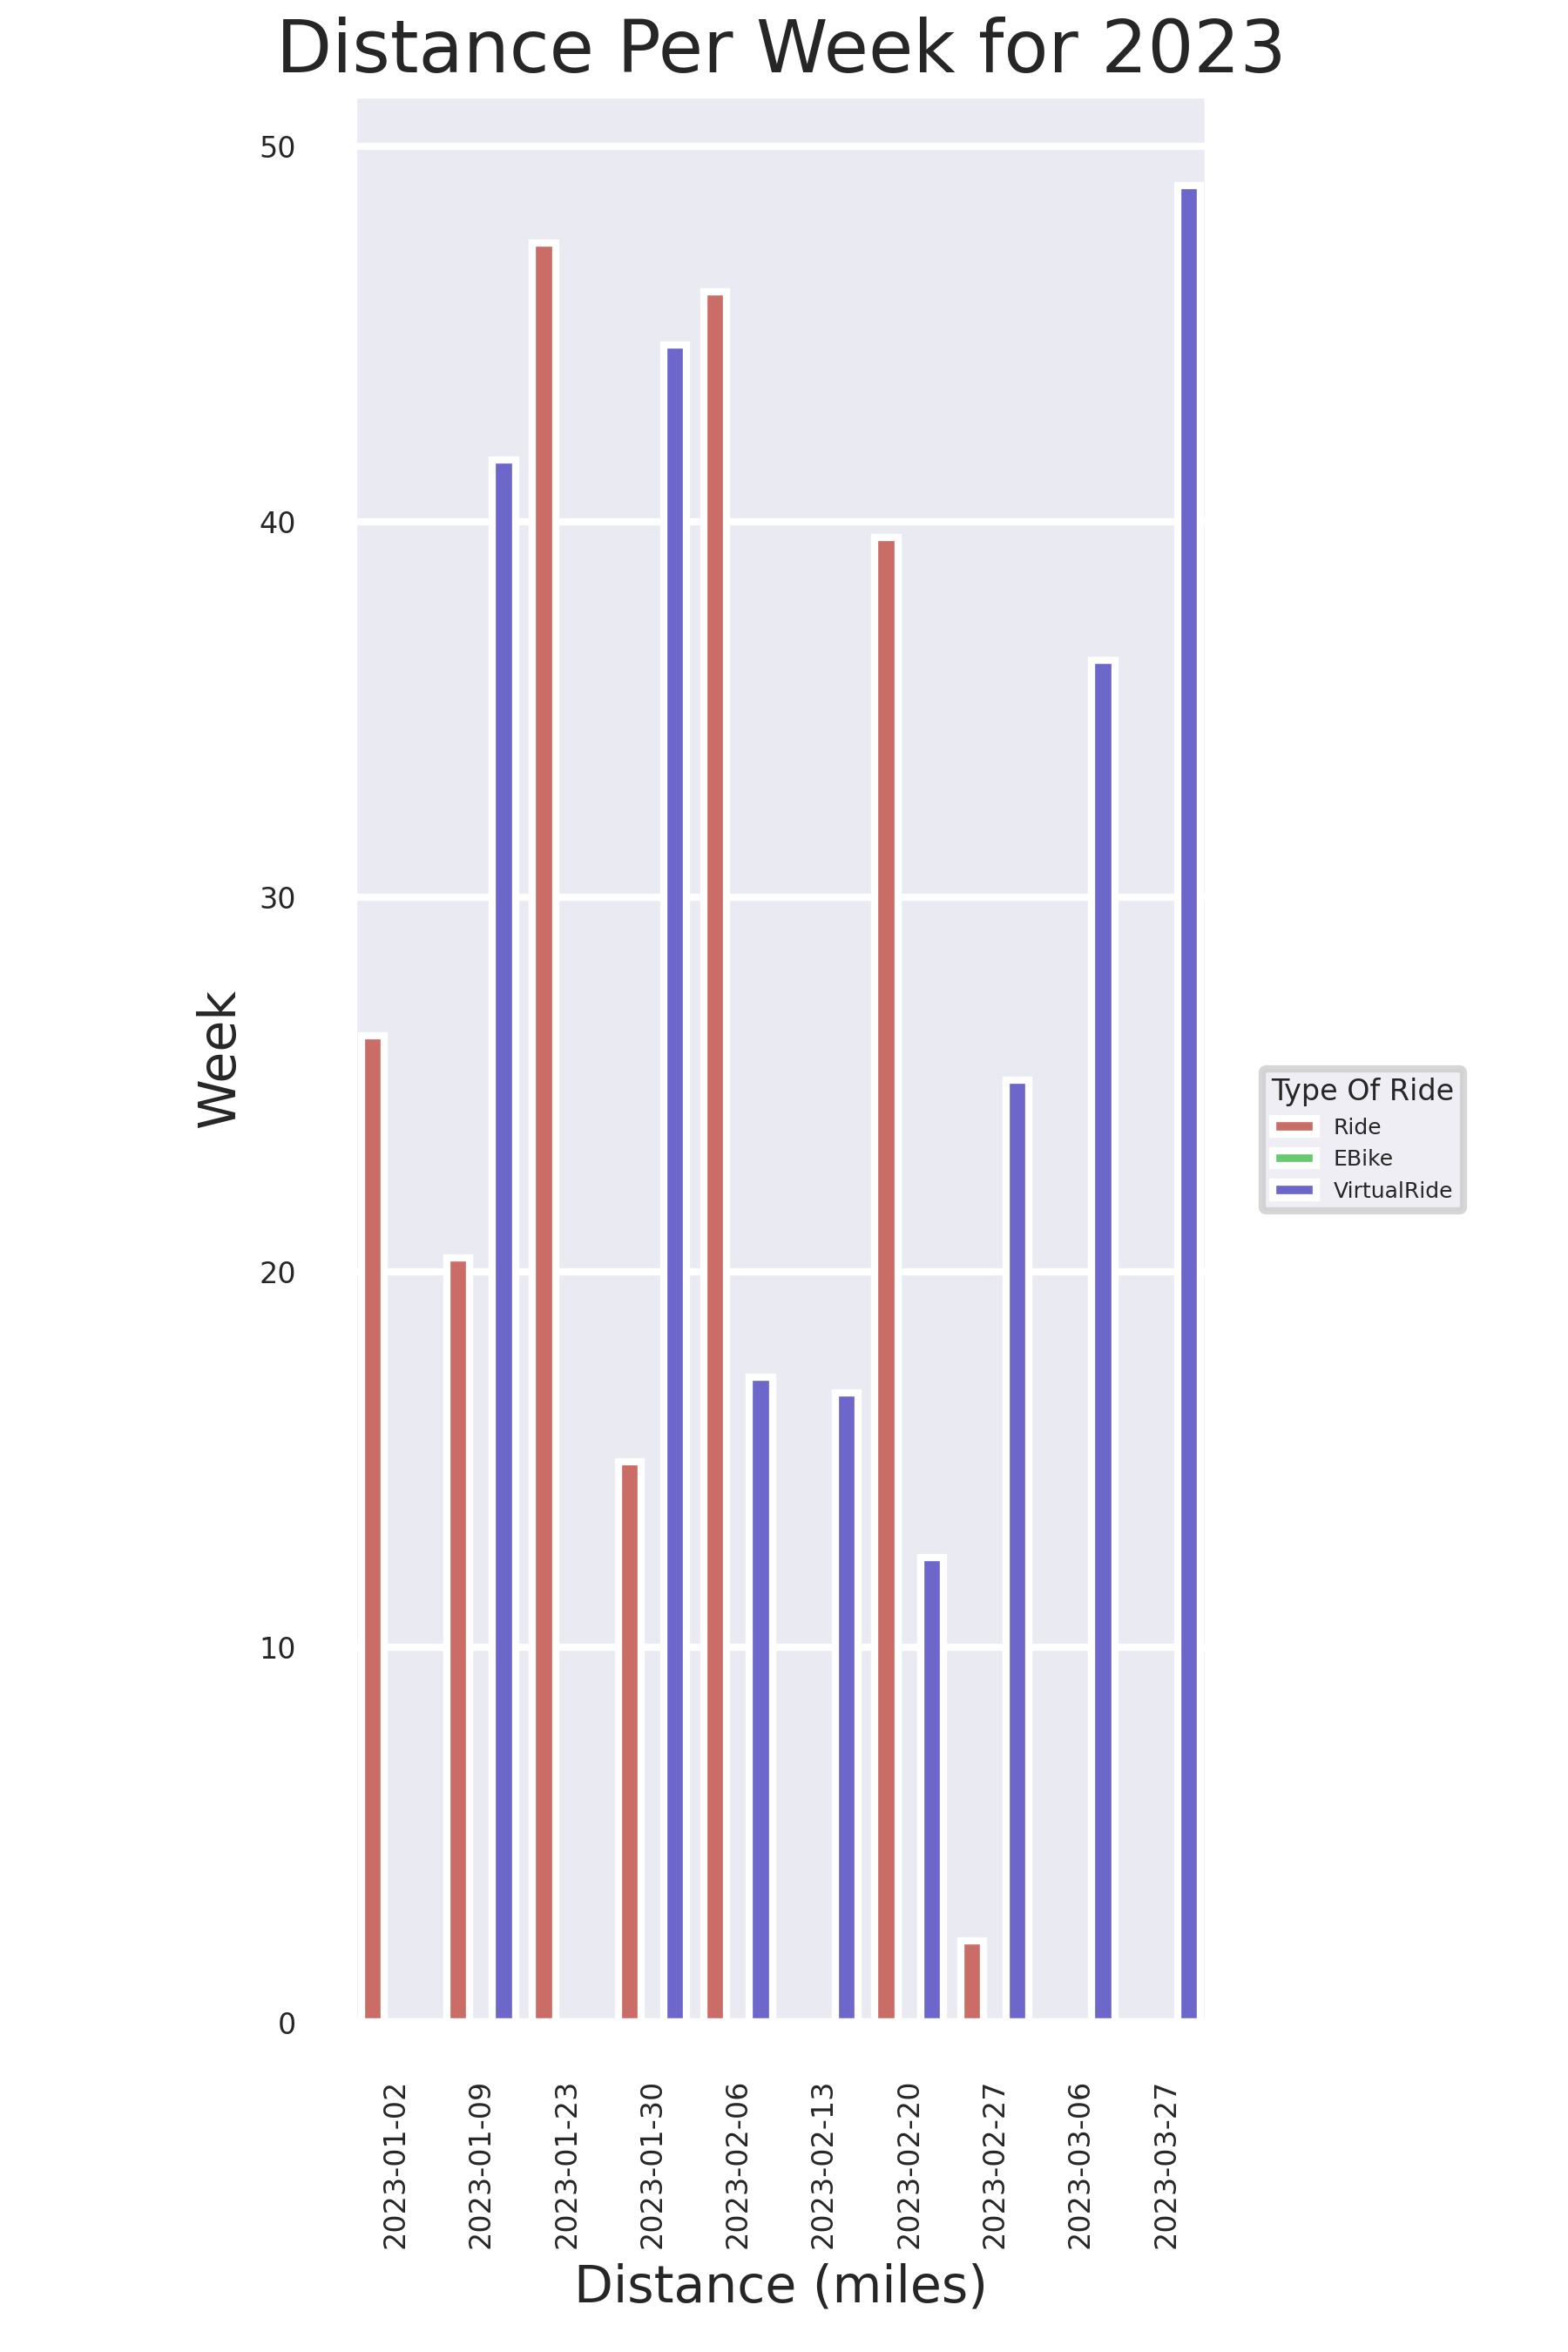 Distance Per Week for 2023
50
40
30
20
10
0
Week
Type Of Ride
Ride
EBike
VirtualRide
2023-01-02
2023-01-09
2023-01-23
2023-01-30
2023-02-06
2023-02-13
2023-02-20
2023-02-27
2023-03-06
2023-03-27
Distance (miles)